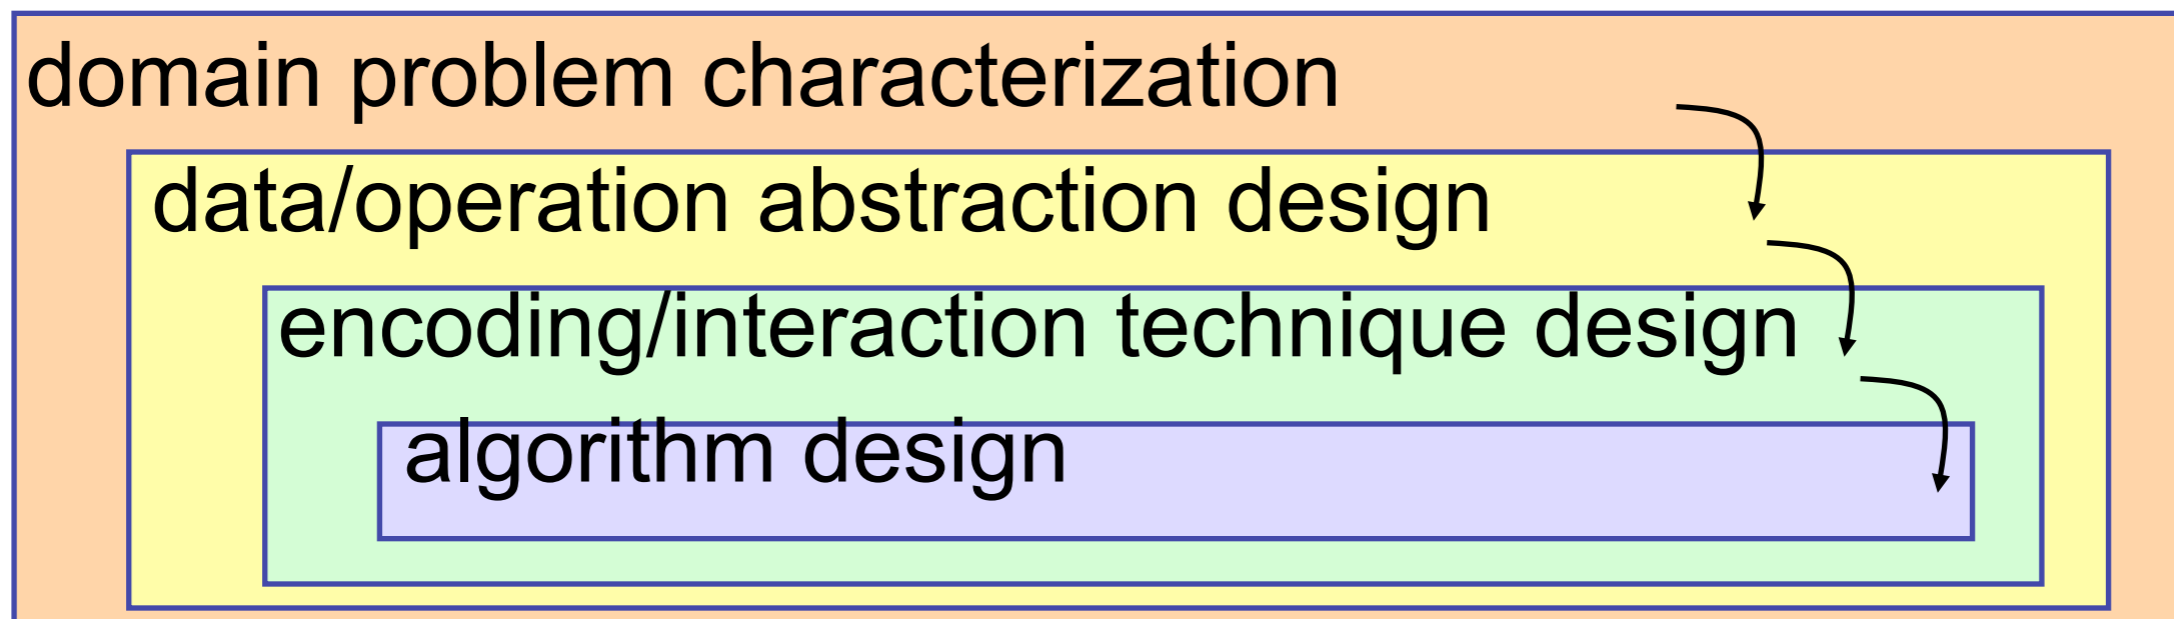 domain problem characterization
data/operation abstraction design
encoding/interaction technique design
algorithm design